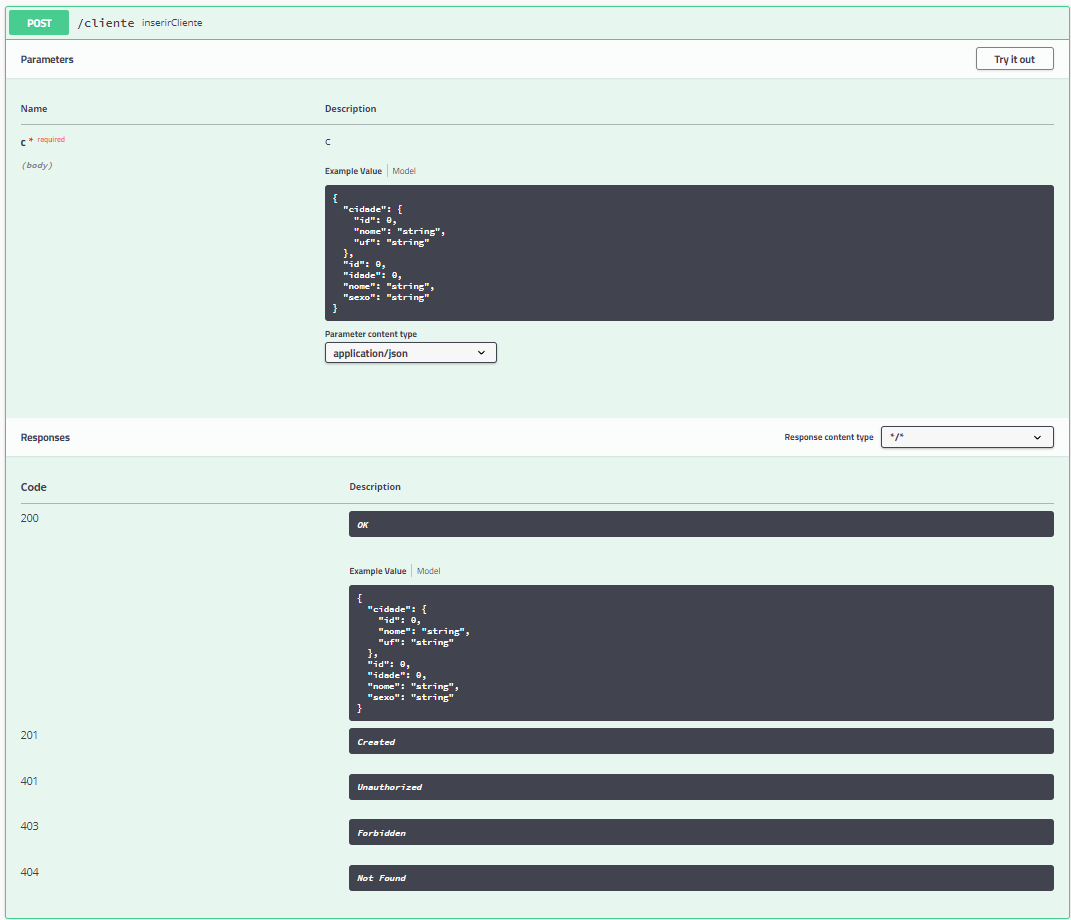 POST /cliente inserirCliente
Parameters Try it out
Name Description
c * required C
(body)
Example Value Model
{
"cidade": {
"id": 0,
"nome": "string",
"uf": "string"
},
"id": 0,
"idade": 0,
"nome": "string",
"sexo": "string"
}
Parameter content type
application/json
Responses Response content type */*
Code Description
200 OK
Example Value Model
{
"cidade": {
"id": 0,
"nome": "string",
"uf": "string"
},
"id": 0,
"idade": 0,
"nome": "string",
"sexo": "string"
}
201 Created
401 Unauthorized
403 Forbidden
404 Not Found